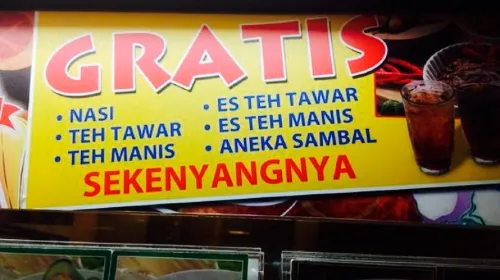 GRATIS
• NASI
• TEH TAWAR
• TEH MANIS
• ES TEH TAWAR
• ES TEH MANIS
• ANEKA SAMBAL
SEKENYANGNYA